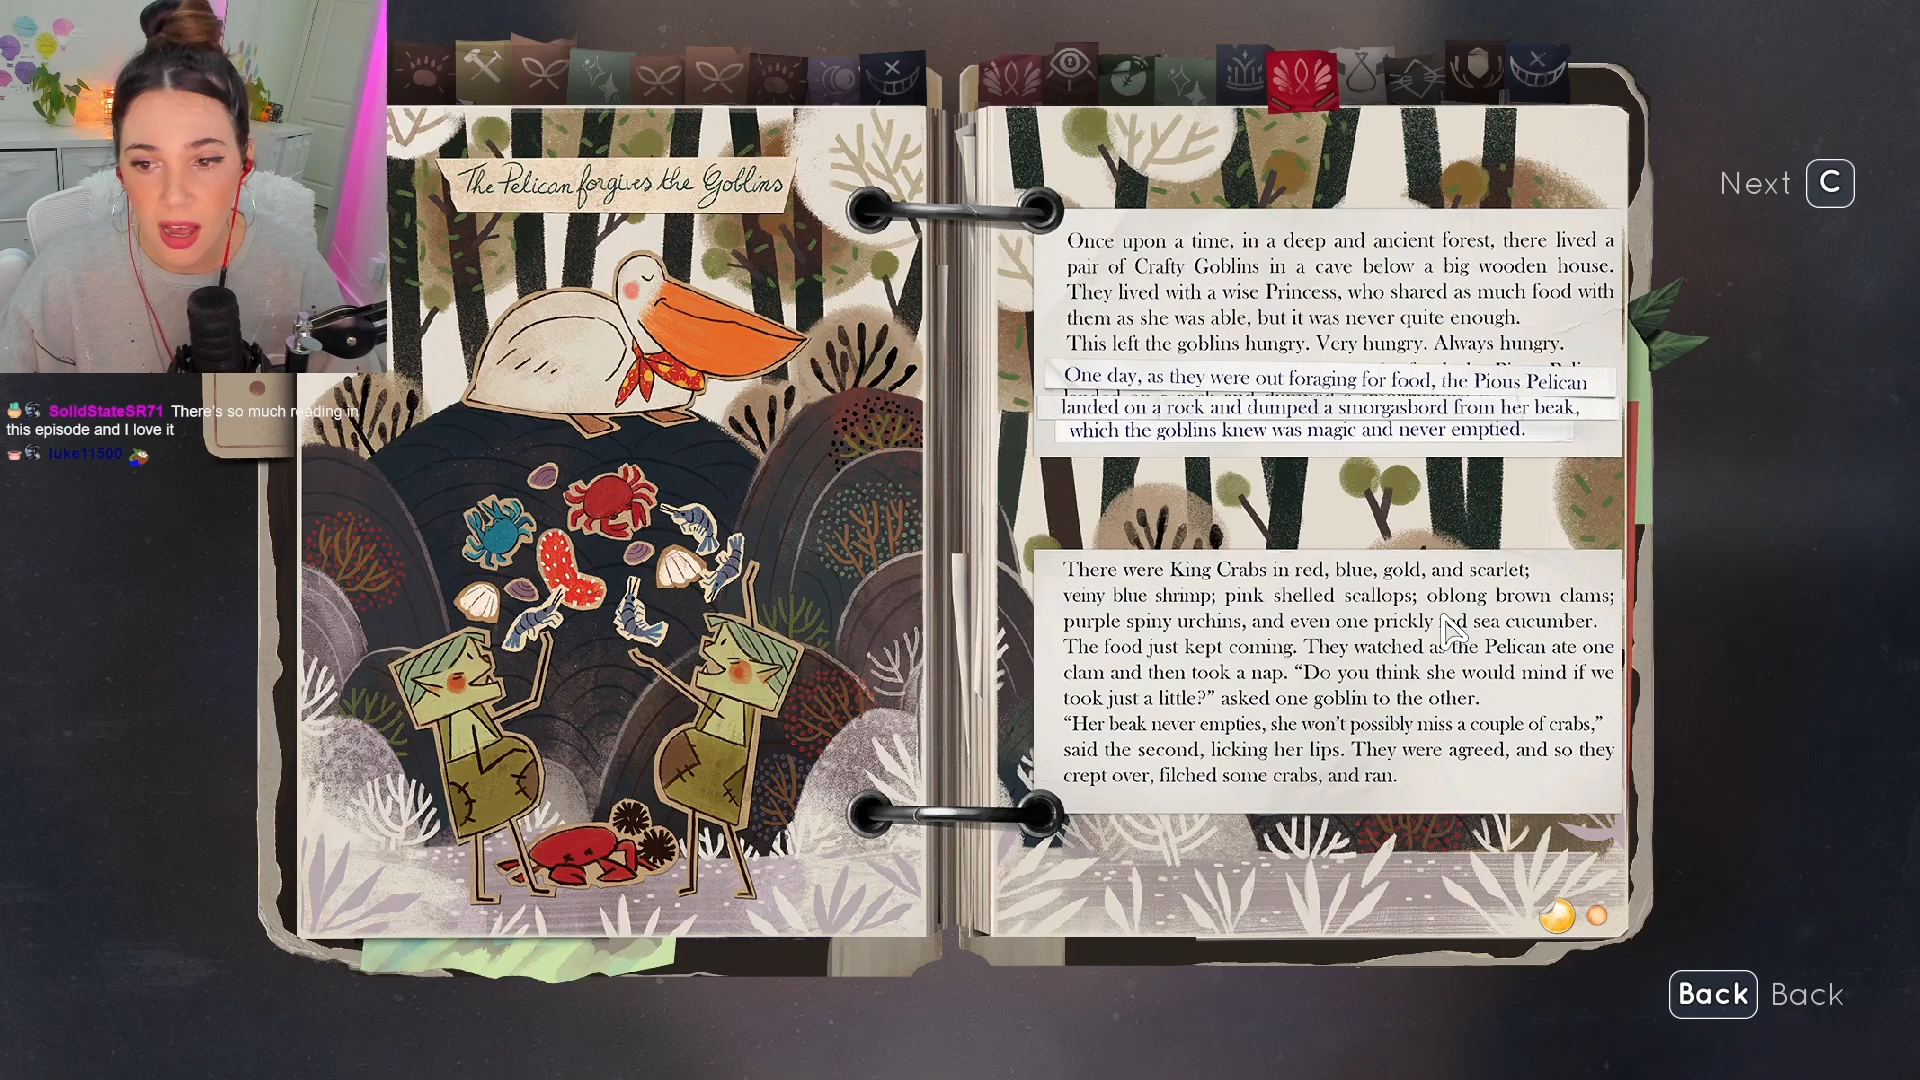 The Pelican forgives the Goblins
Next C
Once upon a time, in a deep and ancient forest, there lived a
pair of Crafty Goblins in a cave below a big wooden house.
They lived with a wise Princess, who shared as much food with
them as she was able, but it was never quite enough.
This left the goblins hungry. Very hungry. Always hungry.
One day, as they were out foraging for food, the Pious Pelican
landed on a rock and dumped a smorgasbord from her beak,
which the goblins knew was magic and never emptied.
SolidStateSR71 There's so much reading in
this episode and I love it
luke11500
There were King Crabs in red, blue, gold, and scarlet;
veiny blue shrimp; pink shelled scallops; oblong brown clams;
purple spiny urchins, and even one prickly sea cucumber.
The food just kept coming. They watched as the Pelican ate one
clam and then took a nap. “Do you think she would mind if we
took just a little?” asked one goblin to the other.
“Her beak never empties, she won't possibly miss a couple of crabs,”
said the second, licking her lips. They were agreed, and so they
crept over, filched some crabs, and ran.
Back Back